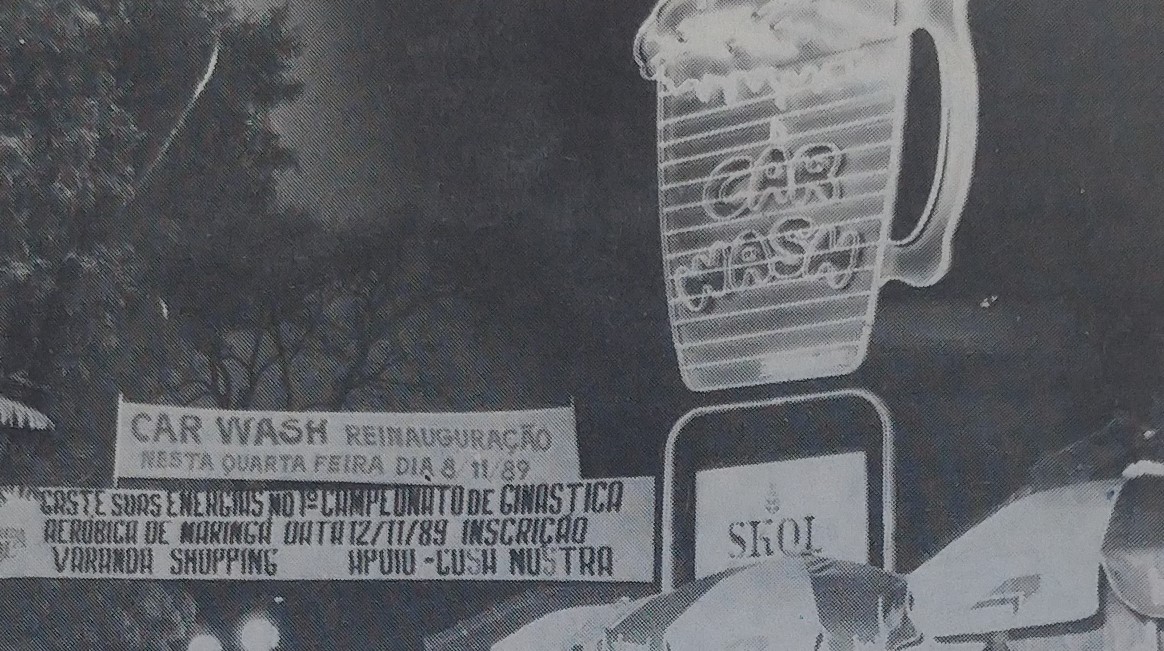 CAR
WASH
CAR WASH REINAUGURAÇÃO
NESTA QUARTA FEIRA DIA 8/11/89
GASTE SUAS ENERGIAS NO 1º CAMPEONATO DE GINASTICA
AERÓBICA DE MARINGÁ DATA 12/11/89 INSCRIÇÃO
VARANDA SHOPPING APOIO - COSA NOSTRA
SKOL